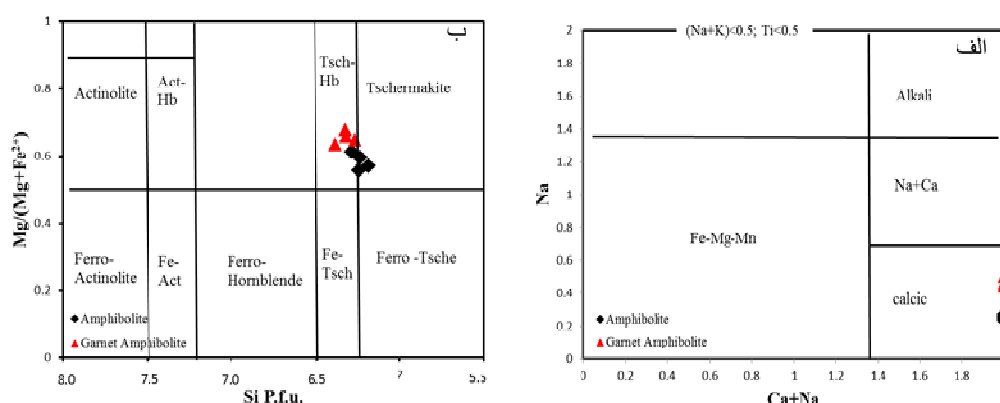 ب
1
0.8
0.6
0.4
0.2
0
Mg/(Mg+Fe²⁺)
Actinolite
Act-
Hb
Tsch-
Hb
Tschermakite
Ferro-
Actinolite
Fe-
Act
Ferro-
Hornblende
Fe-
Tsch
Ferro -Tsche
Amphibolite
Garnet Amphibolite
8.0 7.5 7.0 6.5 7 5.5
Si P.f.u.
(Na+K)<0.5; Ti<0.5
الف
2
1.8
1.6
1.4
1.2
1
0.8
0.6
0.4
0.2
0
Na
Alkali
Na+Ca
Fe-Mg-Mn
calcic
Amphibolite
Garnet Amphibolite
0 0.2 0.4 0.6 0.8 1 1.2 1.4 1.6 1.8
Ca+Na